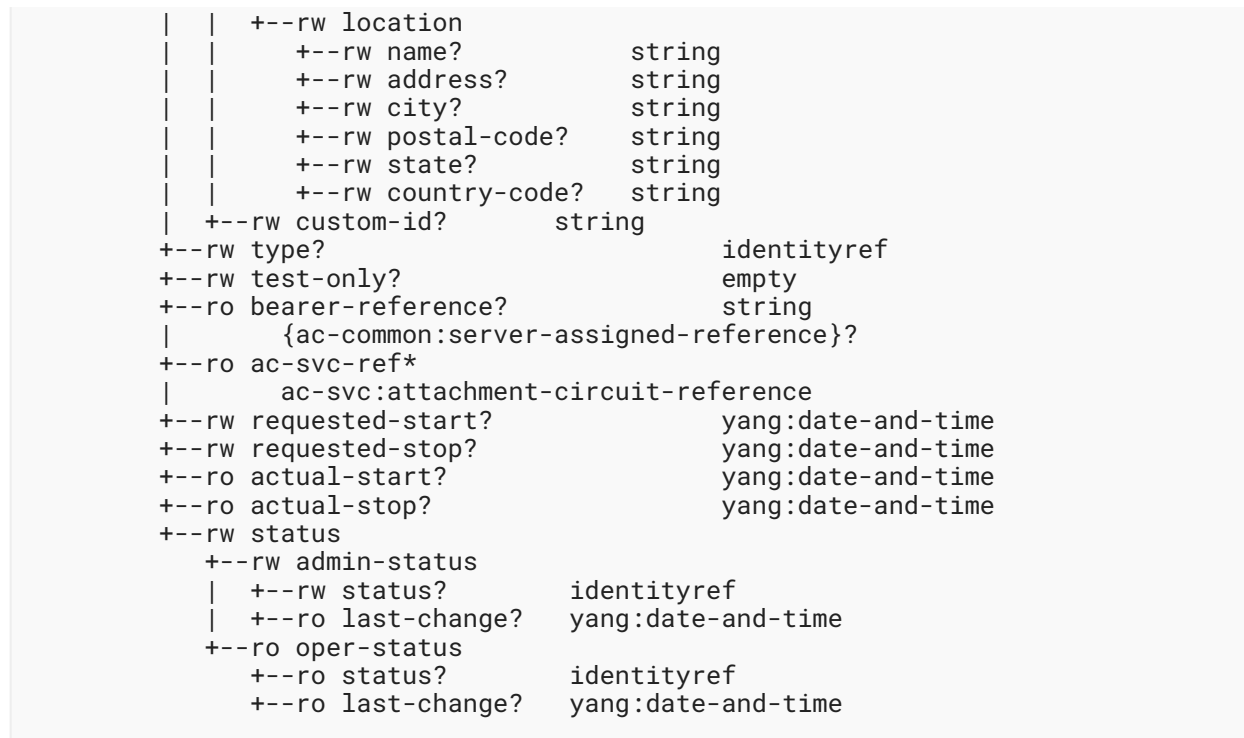 |  |  +--rw location
|  |     +--rw name?           string
|  |     +--rw address?        string
|  |     +--rw city?           string
|  |     +--rw postal-code?    string
|  |     +--rw state?          string
|  |     +--rw country-code?   string
|  +--rw custom-id?       string
+--rw type?                          identityref
+--rw test-only?                     empty
+--ro bearer-reference?              string
|       {ac-common:server-assigned-reference}?
+--ro ac-svc-ref*
|       ac-svc:attachment-circuit-reference
+--rw requested-start?               yang:date-and-time
+--rw requested-stop?                yang:date-and-time
+--ro actual-start?                  yang:date-and-time
+--ro actual-stop?                   yang:date-and-time
+--rw status
   +--rw admin-status
   |  +--rw status?        identityref
   |  +--ro last-change?   yang:date-and-time
   +--ro oper-status
      +--ro status?        identityref
      +--ro last-change?   yang:date-and-time